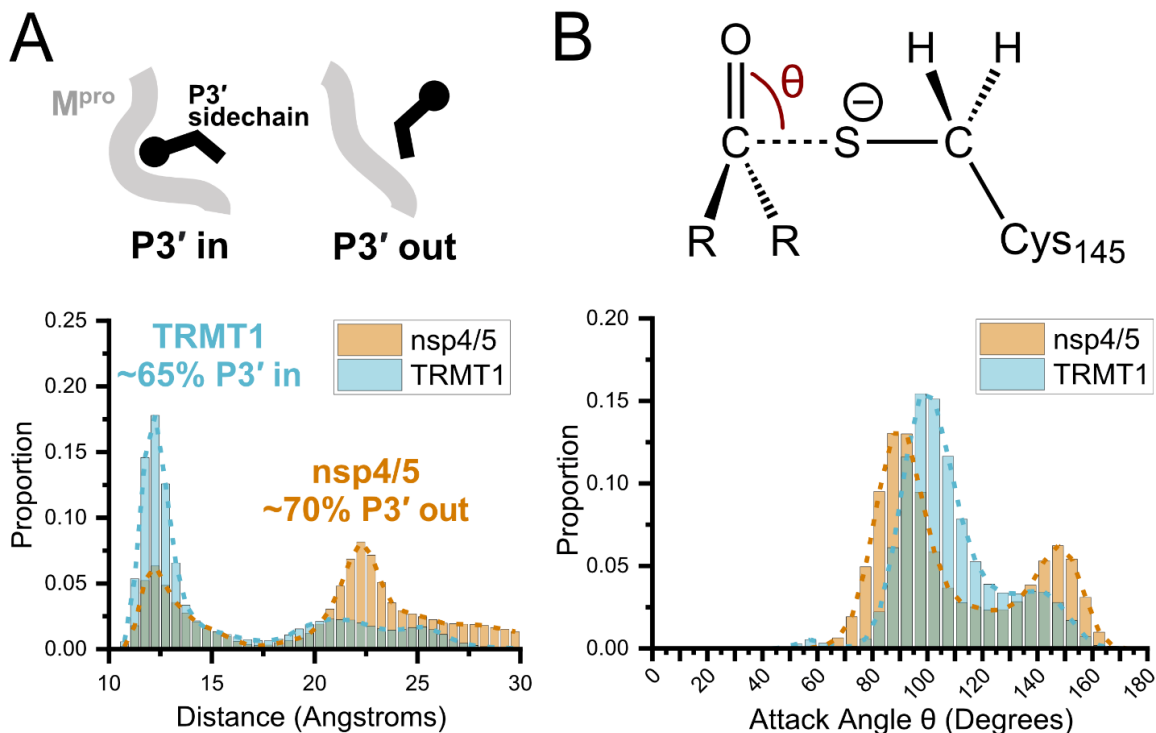 A
Mᵖʳᵒ
P3′
sidechain
P3′ in
P3′ out
TRMT1
~65% P3′ in
nsp4/5
~70% P3′ out
nsp4/5
TRMT1
0.25
0.20
0.15
0.10
0.05
0.00
Proportion
10
15
20
25
30
Distance (Angstroms)
B
O
θ
C
S
−
C
H
H
R
R
Cys₁₄₅
nsp4/5
TRMT1
0.20
0.15
0.10
0.05
0.00
Proportion
0
20
40
60
80
100
120
140
160
180
Attack Angle θ (Degrees)